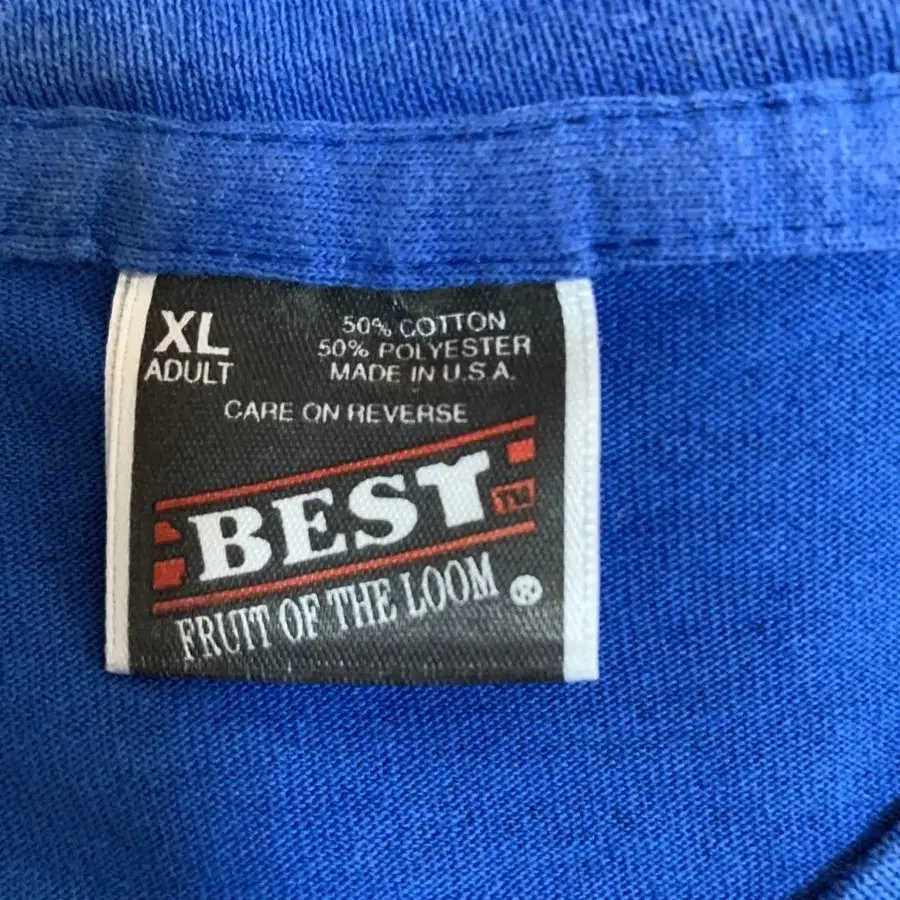 XL
ADULT
50% COTTON
50% POLYESTER
MADE IN U.S.A.
CARE ON REVERSE
BEST TM
FRUIT OF THE LOOM ®